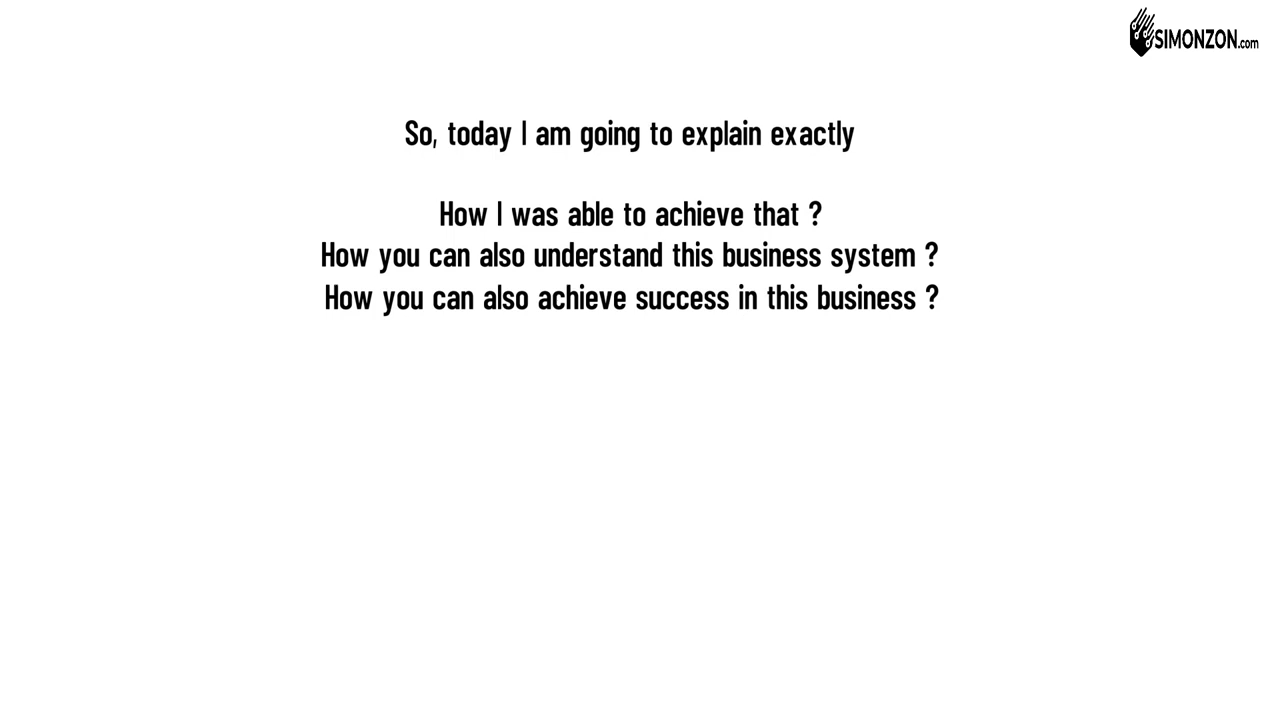 SIMONZON.com
So, today I am going to explain exactly
How I was able to achieve that ?
How you can also understand this business system ?
How you can also achieve success in this business ?